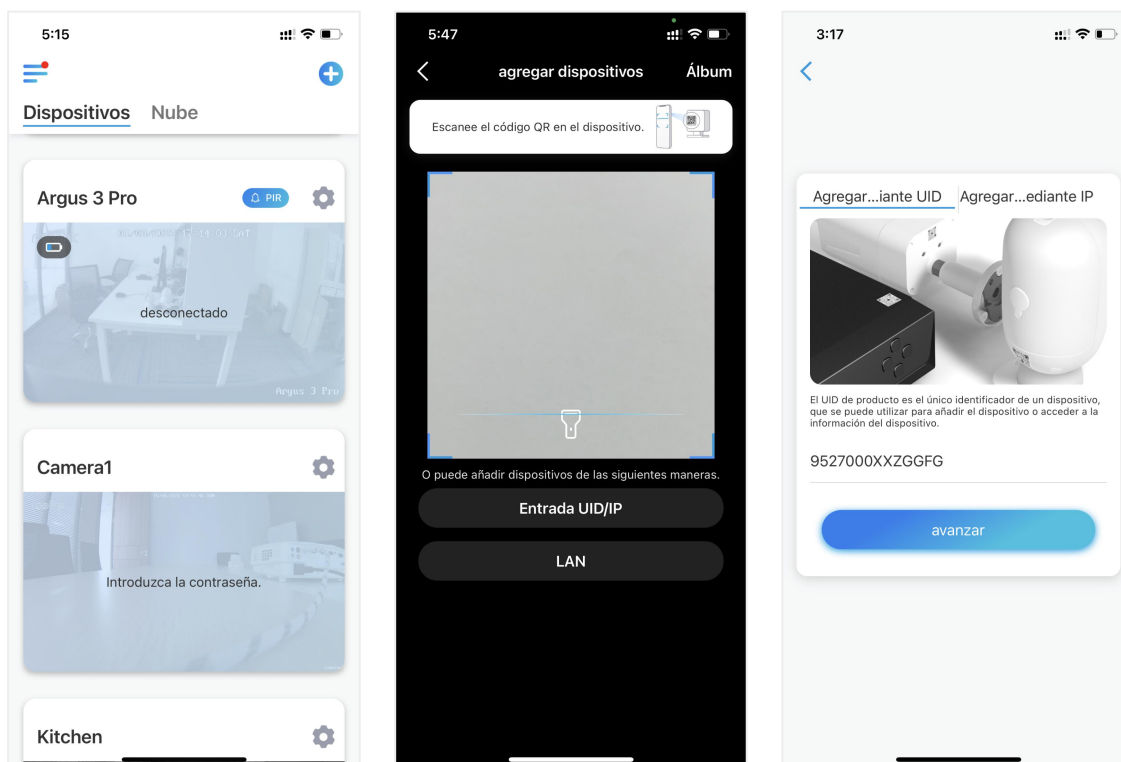 5:15
Dispositivos Nube
Argus 3 Pro
PIR
desconectado
Argus 3 Pro
Camera1
Introduzca la contraseña.
Kitchen
5:47
agregar dispositivos
Álbum
Escanee el código QR en el dispositivo.
O puede añadir dispositivos de las siguientes maneras.
Entrada UID/IP
LAN
3:17
Agregar...iante UID
Agregar...ediante IP
El UID de producto es el único identificador de un dispositivo,
que se puede utilizar para añadir el dispositivo o acceder a la
información del dispositivo.
9527000XXZGGFG
avanzar